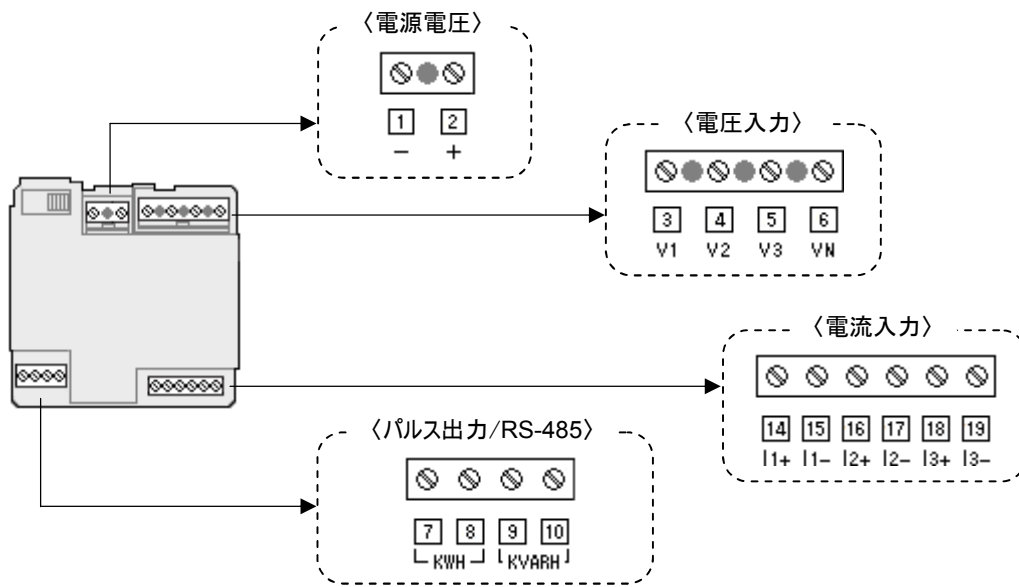 〈電源電圧〉
1 2
− +
〈電圧入力〉
3 4 5 6
V1 V2 V3 VN
〈電流入力〉
14 15 16 17 18 19
I1+ I1− I2+ I2− I3+ I3−
〈パルス出力/RS-485〉
7 8 9 10
KWH KVARH